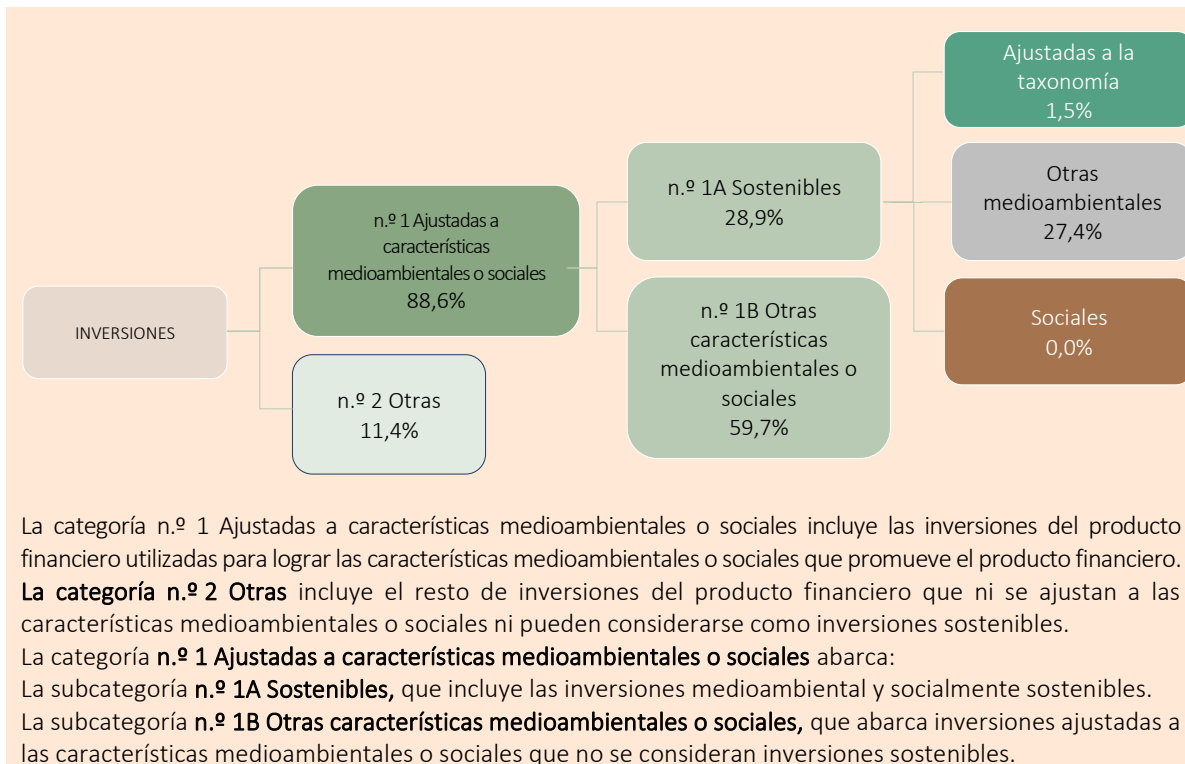 INVERSIONES
n.º 1 Ajustadas a
características
medioambientales o sociales
88,6%
n.º 2 Otras
11,4%
n.º 1A Sostenibles
28,9%
n.º 1B Otras
características
medioambientales o
sociales
59,7%
Ajustadas a la
taxonomía
1,5%
Otras
medioambientales
27,4%
Sociales
0,0%
La categoría n.º 1 Ajustadas a características medioambientales o sociales incluye las inversiones del producto
financiero utilizadas para lograr las características medioambientales o sociales que promueve el producto financiero.
La categoría n.º 2 Otras incluye el resto de inversiones del producto financiero que ni se ajustan a las
características medioambientales o sociales ni pueden considerarse como inversiones sostenibles.
La categoría n.º 1 Ajustadas a características medioambientales o sociales abarca:
La subcategoría n.º 1A Sostenibles, que incluye las inversiones medioambiental y socialmente sostenibles.
La subcategoría n.º 1B Otras características medioambientales o sociales, que abarca inversiones ajustadas a
las características medioambientales o sociales que no se consideran inversiones sostenibles.